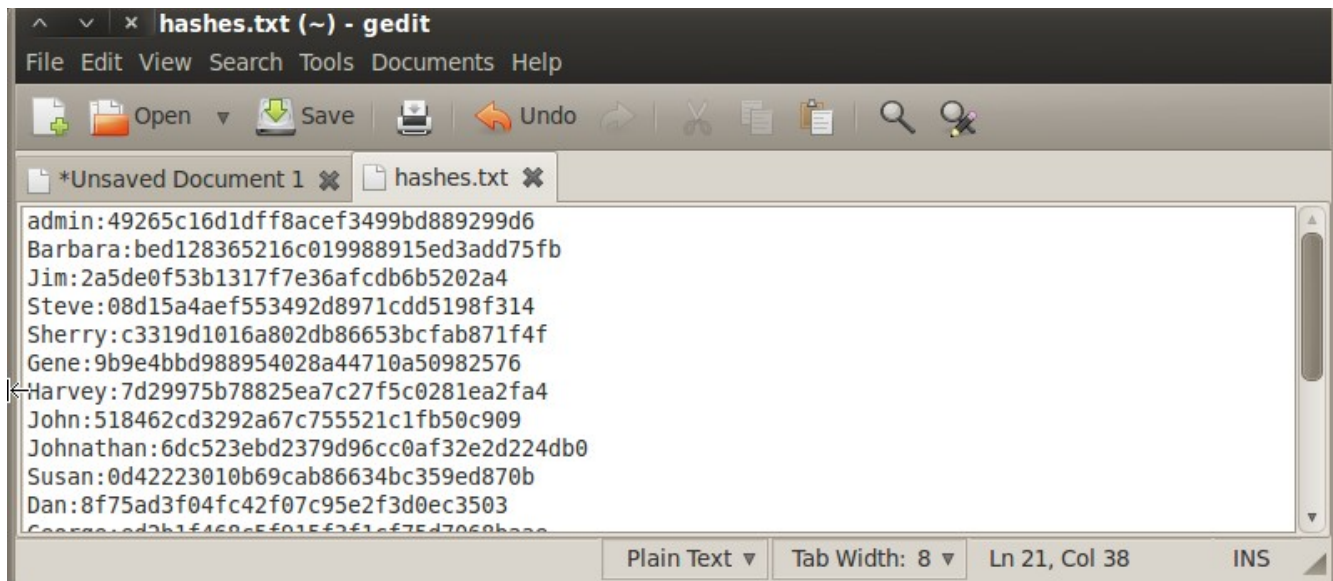 hashes.txt (~) - gedit
File Edit View Search Tools Documents Help
Open Save Undo
*Unsaved Document 1 hashes.txt
admin:49265c16d1dff8acef3499bd889299d6
Barbara:bed128365216c019988915ed3add75fb
Jim:2a5de0f53b1317f7e36afcdb6b5202a4
Steve:08d15a4aef553492d8971cdd5198f314
Sherry:c3319d1016a802db86653bcfab871f4f
Gene:9b9e4bbd988954028a44710a50982576
Harvey:7d29975b78825ea7c27f5c0281ea2fa4
John:518462cd3292a67c755521c1fb50c909
Johnathan:6dc523ebd2379d96cc0af32e2d224db0
Susan:0d42223010b69cab86634bc359ed870b
Dan:8f75ad3f04fc42f07c95e2f3d0ec3503
Plain Text Tab Width: 8 Ln 21, Col 38 INS